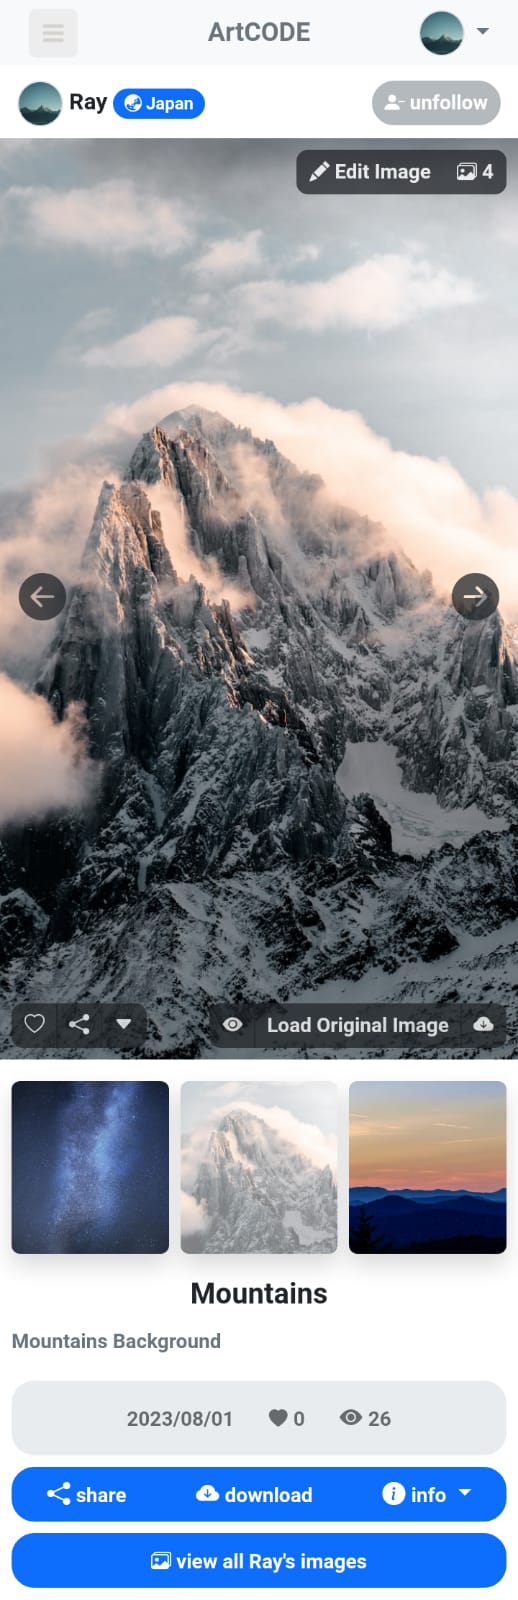 ArtCODE
Ray Japan unfollow
Edit Image 4
Load Original Image
Mountains
Mountains Background
2023/08/01 0 26
share download info
view all Ray's images